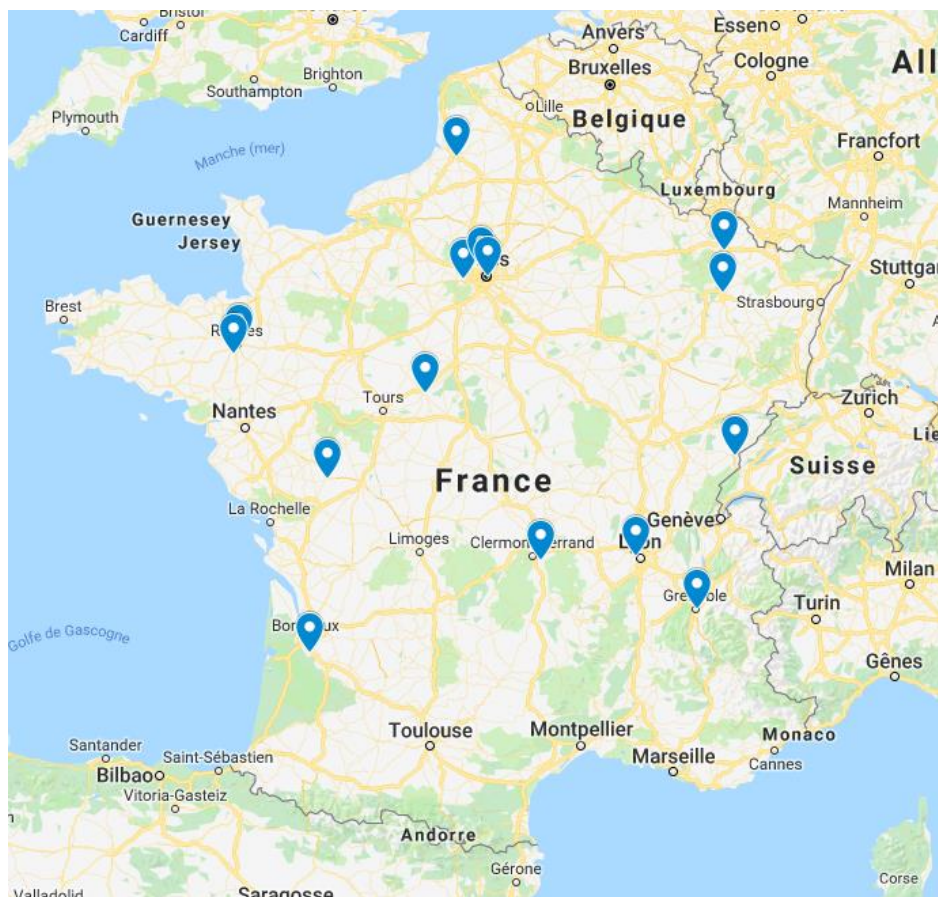 Bristol
Cardiff
Essen
Anvers
Cologne
All
Bruxelles
Brighton
Southampton
Lille
Plymouth
Belgique
Francfort
Manche (mer)
Luxembourg
Mannheim
Guernesey
Jersey
Stuttgar
Strasbourg
Brest
Tours
Zurich
Nantes
Lie
Suisse
France
La Rochelle
Genève
Limoges
Milan
Turin
Golfe de Gascogne
Gênes
Toulouse
Montpellier
Monaco
Santander
Saint-Sébastien
Marseille
Cannes
Bilbao
Vitoria-Gasteiz
Andorre
Gérone
Corse
Valladolid
Saragosse